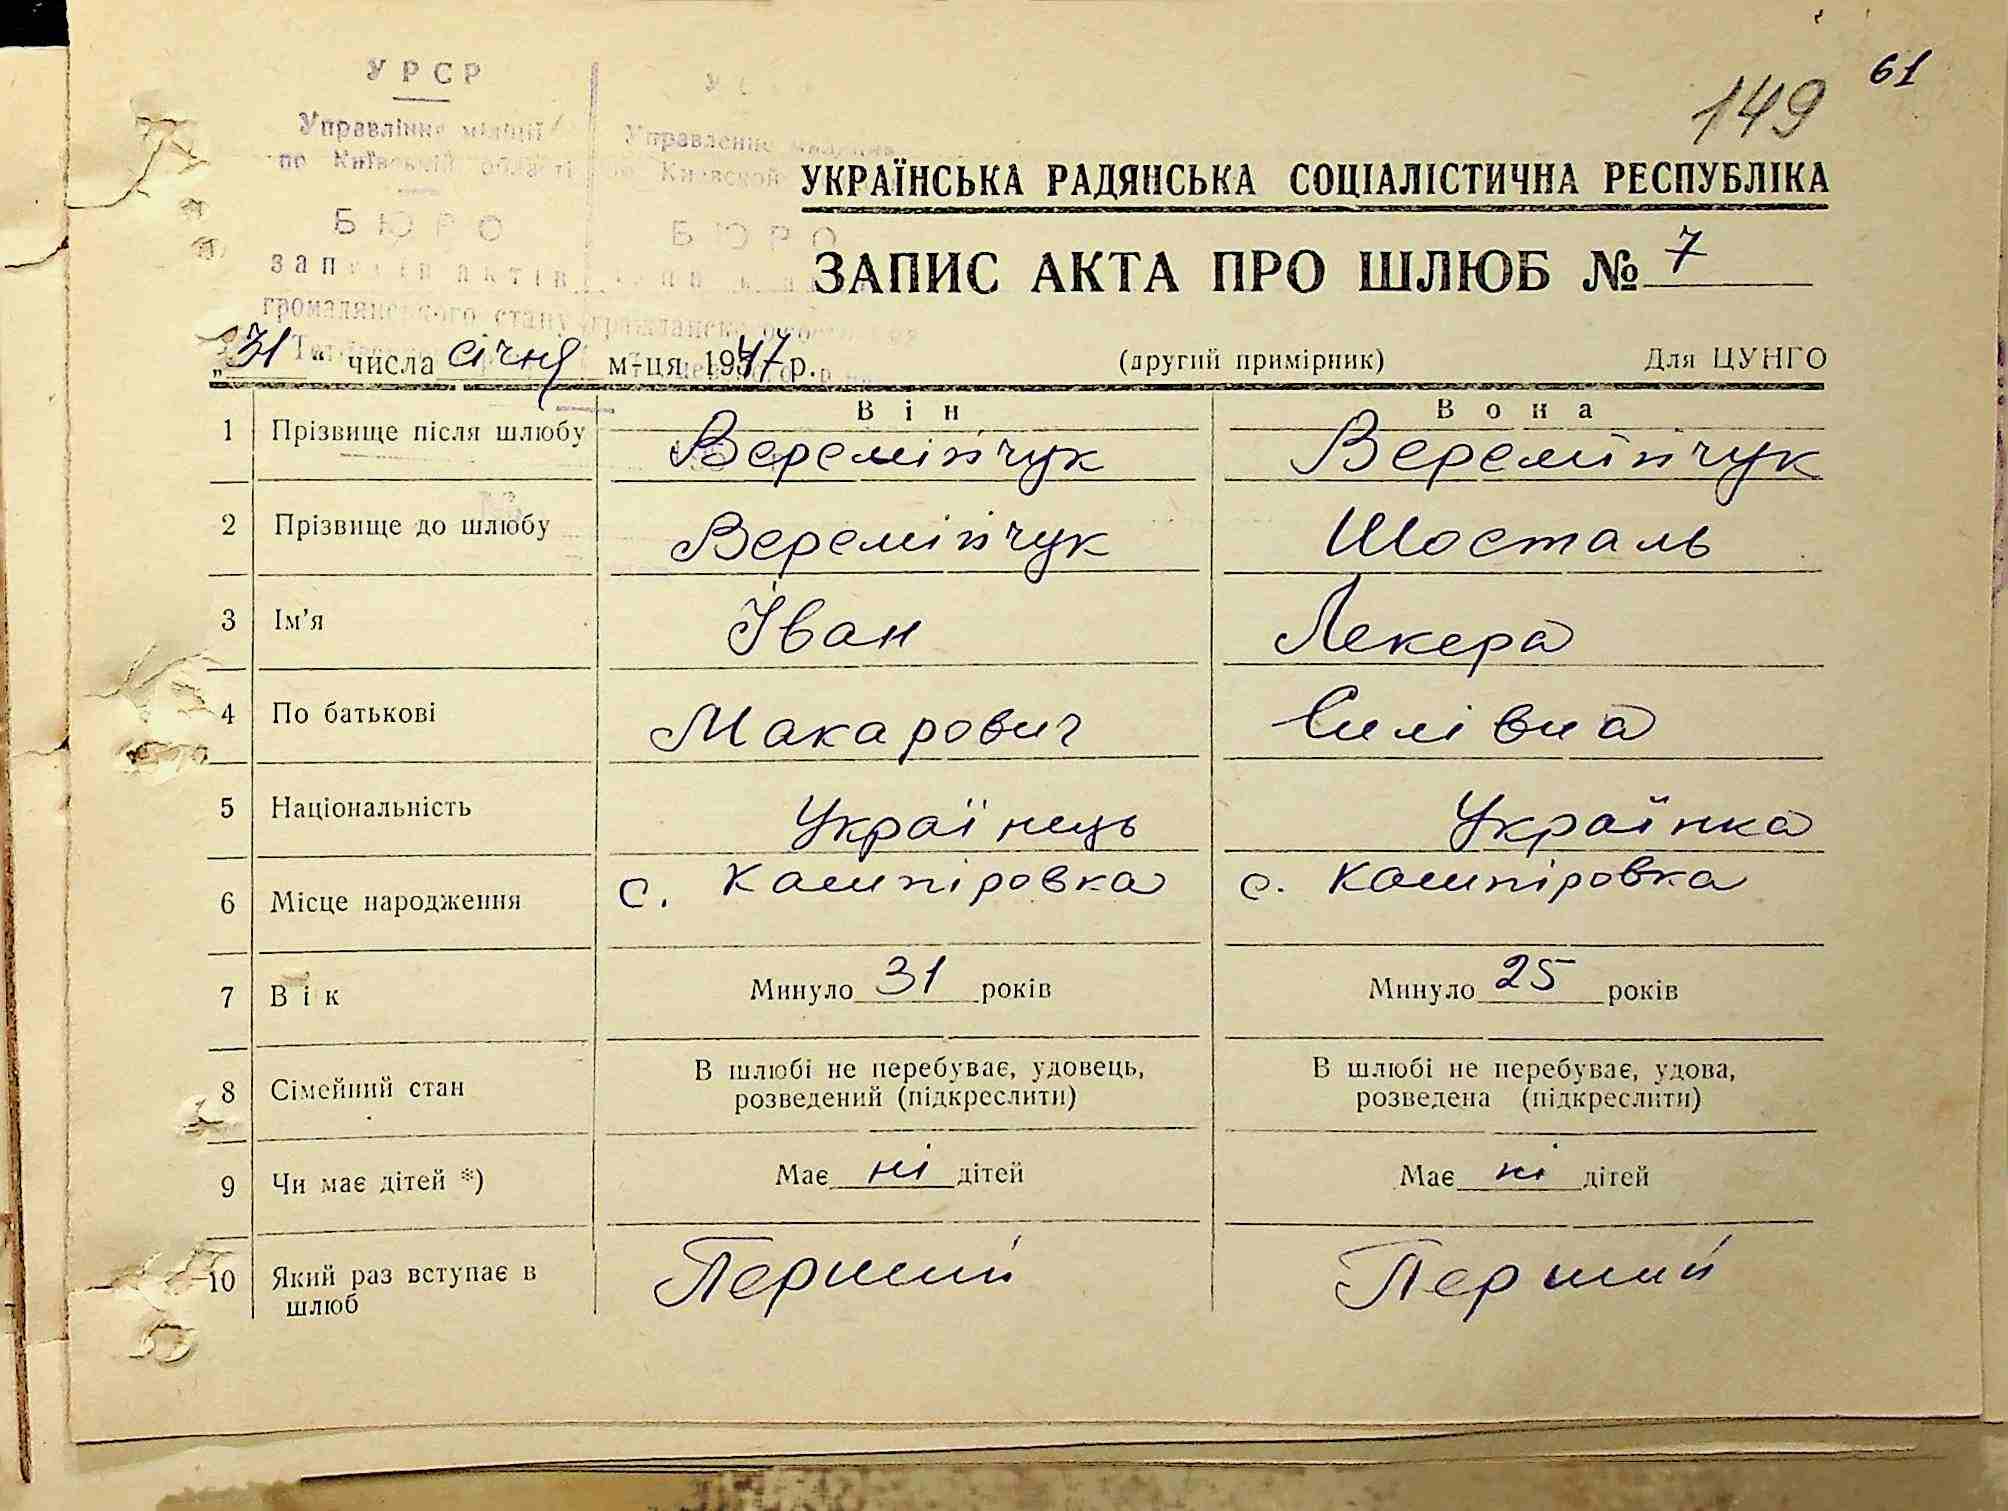 61
149
УРСР
Управління міліції
по Київській області
БЮРО
записів актів
громадянського стану
УКРАЇНСЬКА РАДЯНСЬКА СОЦІАЛІСТИЧНА РЕСПУБЛІКА
ЗАПИС АКТА ПРО ШЛЮБ № 7
„31“ числа січня м-ця 1947 р. (другий примірник) Для ЦУНГО
Він Вона
1 Прізвище після шлюбу Веремійчук Веремійчук
2 Прізвище до шлюбу Веремійчук Шосталь
3 Ім'я Іван Лекера
4 По батькові Макарович Силівна
5 Національність Українець Українка
6 Місце народження с. Кашпіровка с. Кашпіровка
7 Вік Минуло 31 років Минуло 25 років
8 Сімейний стан В шлюбі не перебуває, удовець, В шлюбі не перебуває, удова,
розведений (підкреслити) розведена (підкреслити)
9 Чи має дітей *) Має ні дітей Має ні дітей
10 Який раз вступає в Перший Перший
шлюб